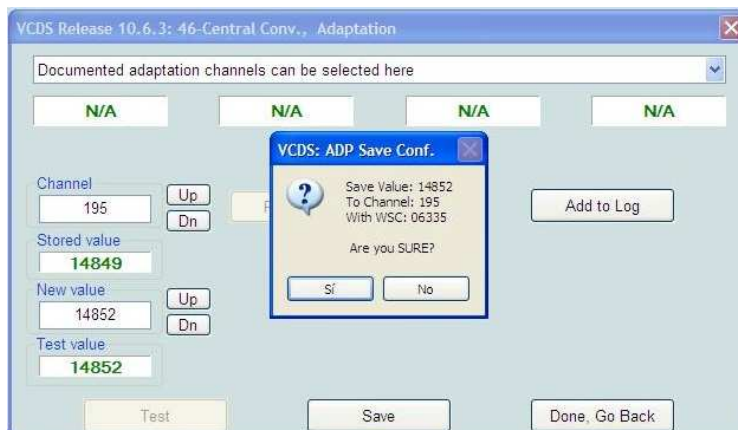 VCDS Release 10.6.3: 46-Central Conv., Adaptation
Documented adaptation channels can be selected here
N/A N/A N/A N/A
VCDS: ADP Save Conf.
Save Value: 14852
To Channel: 195
With WSC: 06335
Are you SURE?
Sí No
Channel
195
Up
Dn
Add to Log
Stored value
14849
New value
14852
Up
Dn
Test value
14852
Test Save Done, Go Back